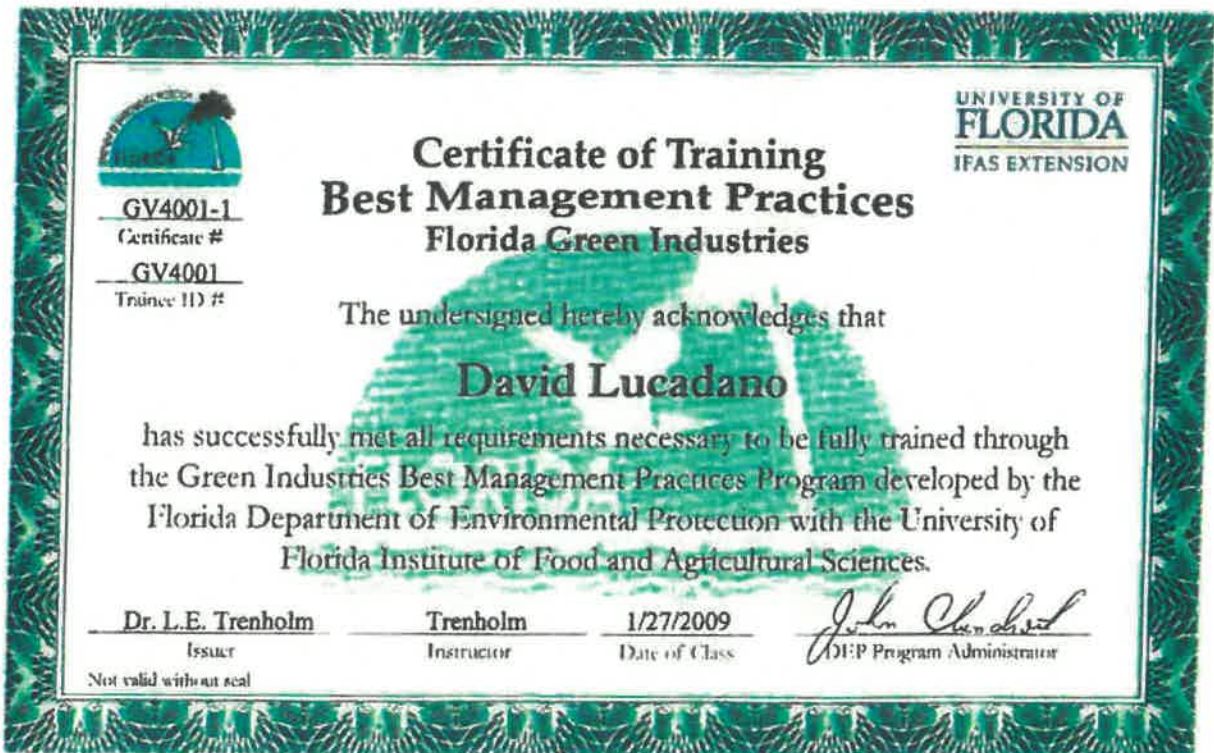 UNIVERSITY OF
FLORIDA
IFAS EXTENSION
Certificate of Training
Best Management Practices
Florida Green Industries
GV4001-1
Certificate #
GV4001
Trainee ID #
The undersigned hereby acknowledges that
David Lucadano
has successfully met all requirements necessary to be fully trained through
the Green Industries Best Management Practices Program developed by the
Florida Department of Environmental Protection with the University of
Florida Institute of Food and Agricultural Sciences.
FLORIDA
Dr. L.E. Trenholm Trenholm 1/27/2009
Issuer Instructor Date of Class DEP Program Administrator
Not valid without seal